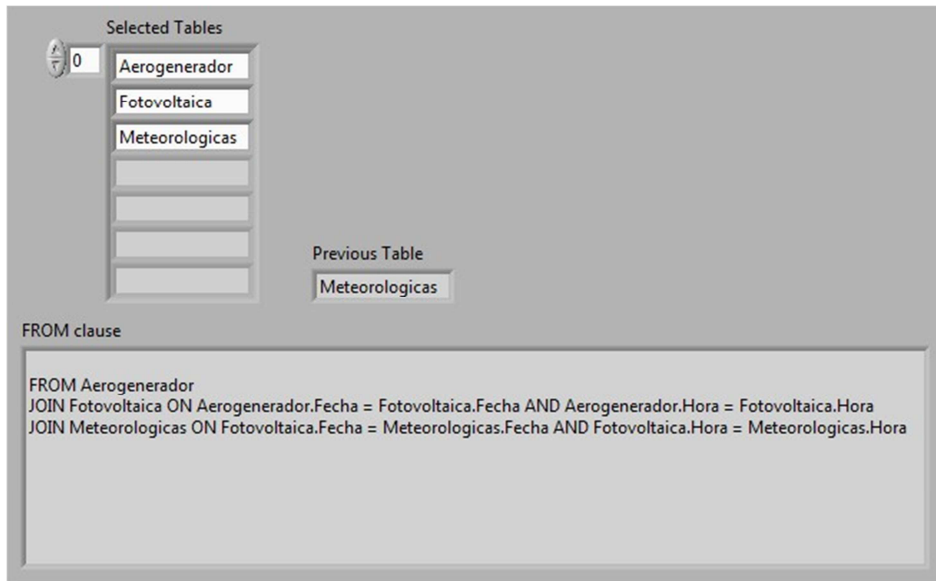 Selected Tables
0
Aerogenerador
Fotovoltaica
Meteorologicas
Previous Table
Meteorologicas
FROM clause
FROM Aerogenerador
JOIN Fotovoltaica ON Aerogenerador.Fecha = Fotovoltaica.Fecha AND Aerogenerador.Hora = Fotovoltaica.Hora
JOIN Meteorologicas ON Fotovoltaica.Fecha = Meteorologicas.Fecha AND Fotovoltaica.Hora = Meteorologicas.Hora